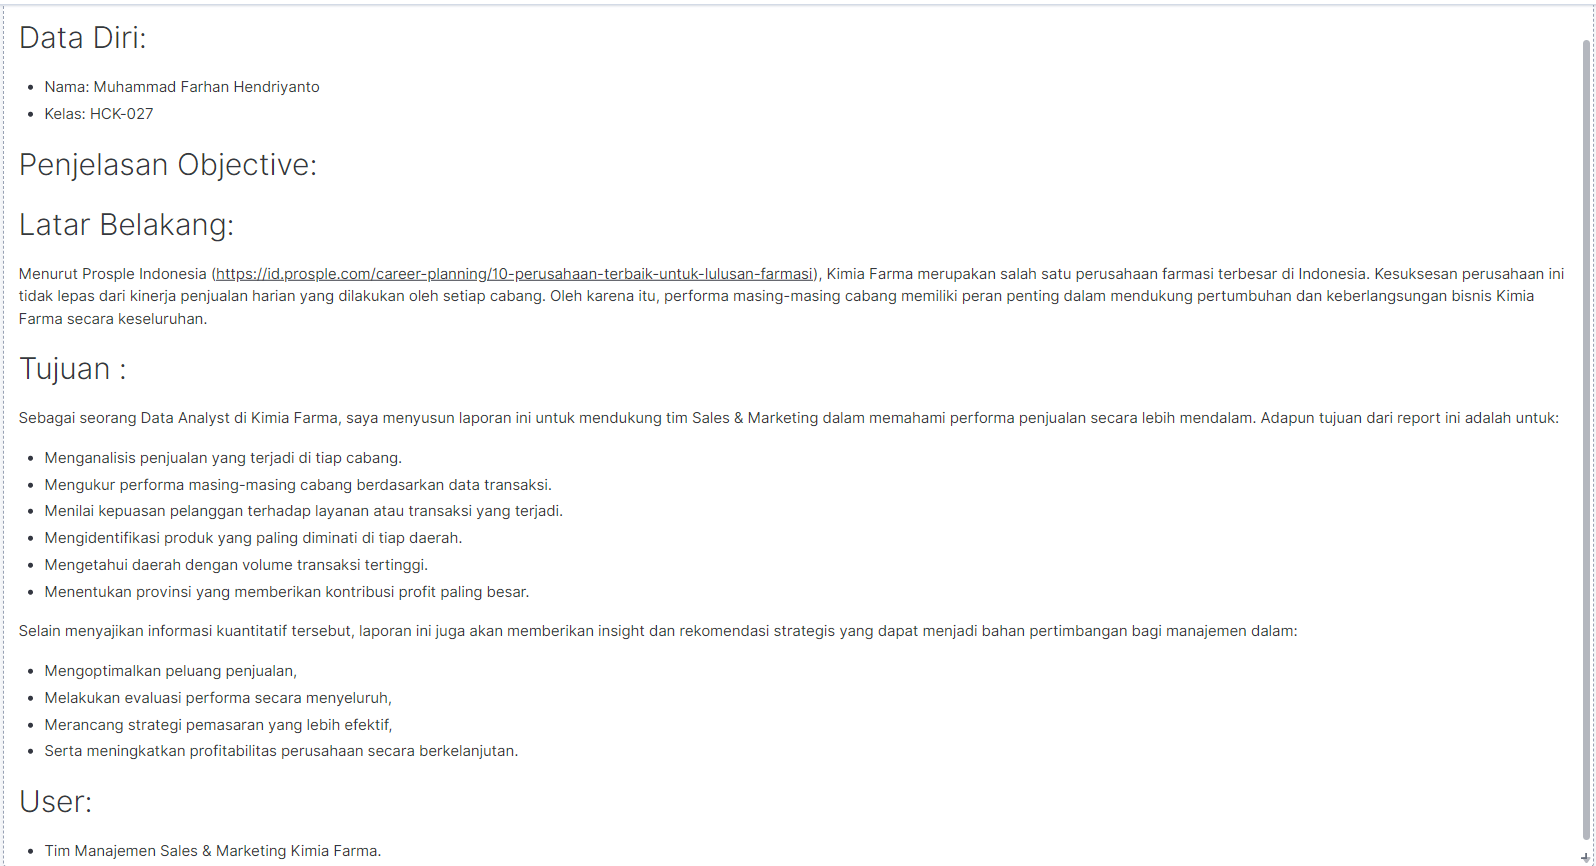 Data Diri:
• Nama: Muhammad Farhan Hendriyanto
• Kelas: HCK-027
Penjelasan Objective:
Latar Belakang:
Menurut Prosple Indonesia (https://id.prosple.com/career-planning/10-perusahaan-terbaik-untuk-lulusan-farmasi), Kimia Farma merupakan salah satu perusahaan farmasi terbesar di Indonesia. Kesuksesan perusahaan ini
tidak lepas dari kinerja penjualan harian yang dilakukan oleh setiap cabang. Oleh karena itu, performa masing-masing cabang memiliki peran penting dalam mendukung pertumbuhan dan keberlangsungan bisnis Kimia
Farma secara keseluruhan.
Tujuan :
Sebagai seorang Data Analyst di Kimia Farma, saya menyusun laporan ini untuk mendukung tim Sales & Marketing dalam memahami performa penjualan secara lebih mendalam. Adapun tujuan dari report ini adalah untuk:
• Menganalisis penjualan yang terjadi di tiap cabang.
• Mengukur performa masing-masing cabang berdasarkan data transaksi.
• Menilai kepuasan pelanggan terhadap layanan atau transaksi yang terjadi.
• Mengidentifikasi produk yang paling diminati di tiap daerah.
• Mengetahui daerah dengan volume transaksi tertinggi.
• Menentukan provinsi yang memberikan kontribusi profit paling besar.
Selain menyajikan informasi kuantitatif tersebut, laporan ini juga akan memberikan insight dan rekomendasi strategis yang dapat menjadi bahan pertimbangan bagi manajemen dalam:
• Mengoptimalkan peluang penjualan,
• Melakukan evaluasi performa secara menyeluruh,
• Merancang strategi pemasaran yang lebih efektif,
• Serta meningkatkan profitabilitas perusahaan secara berkelanjutan.
User:
• Tim Manajemen Sales & Marketing Kimia Farma.